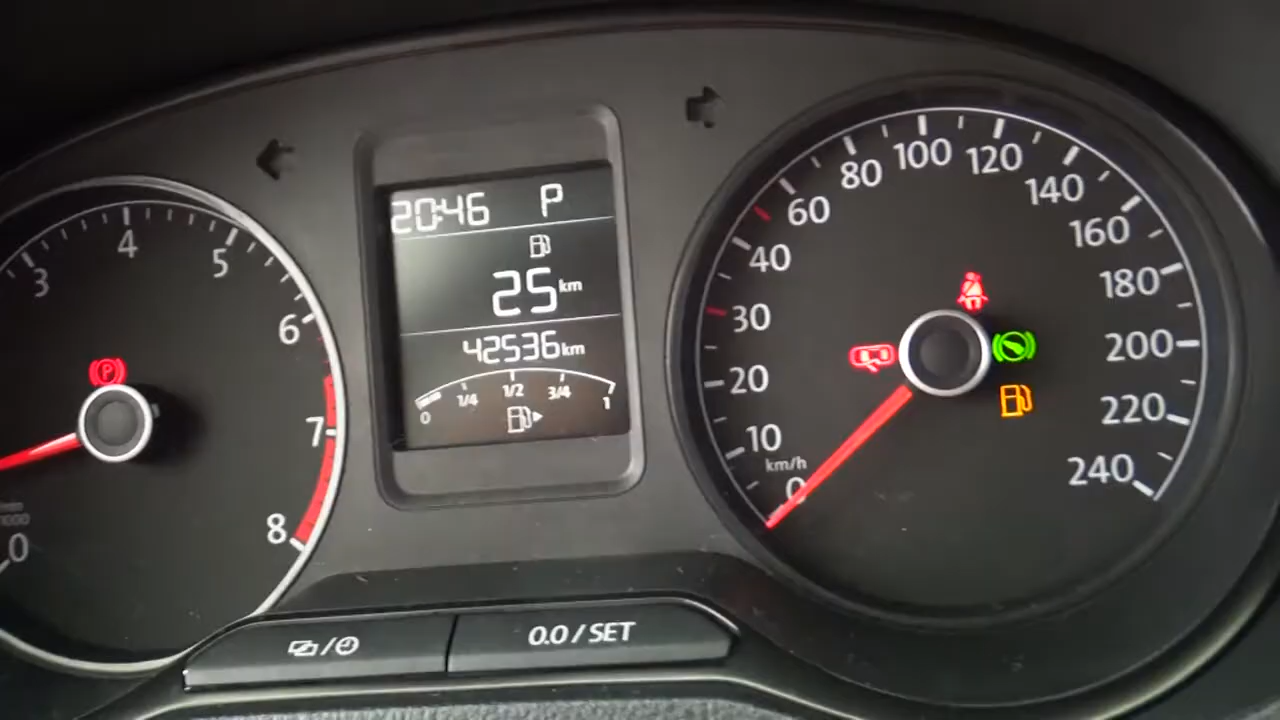 20:46 P
25 km
42536 km
0 1/4 1/2 3/4 1
0 3 4 5 6 7 8
P
0 10 20 30 40 60 80 100 120 140 160 180 200 220 240
km/h
0.0 / SET